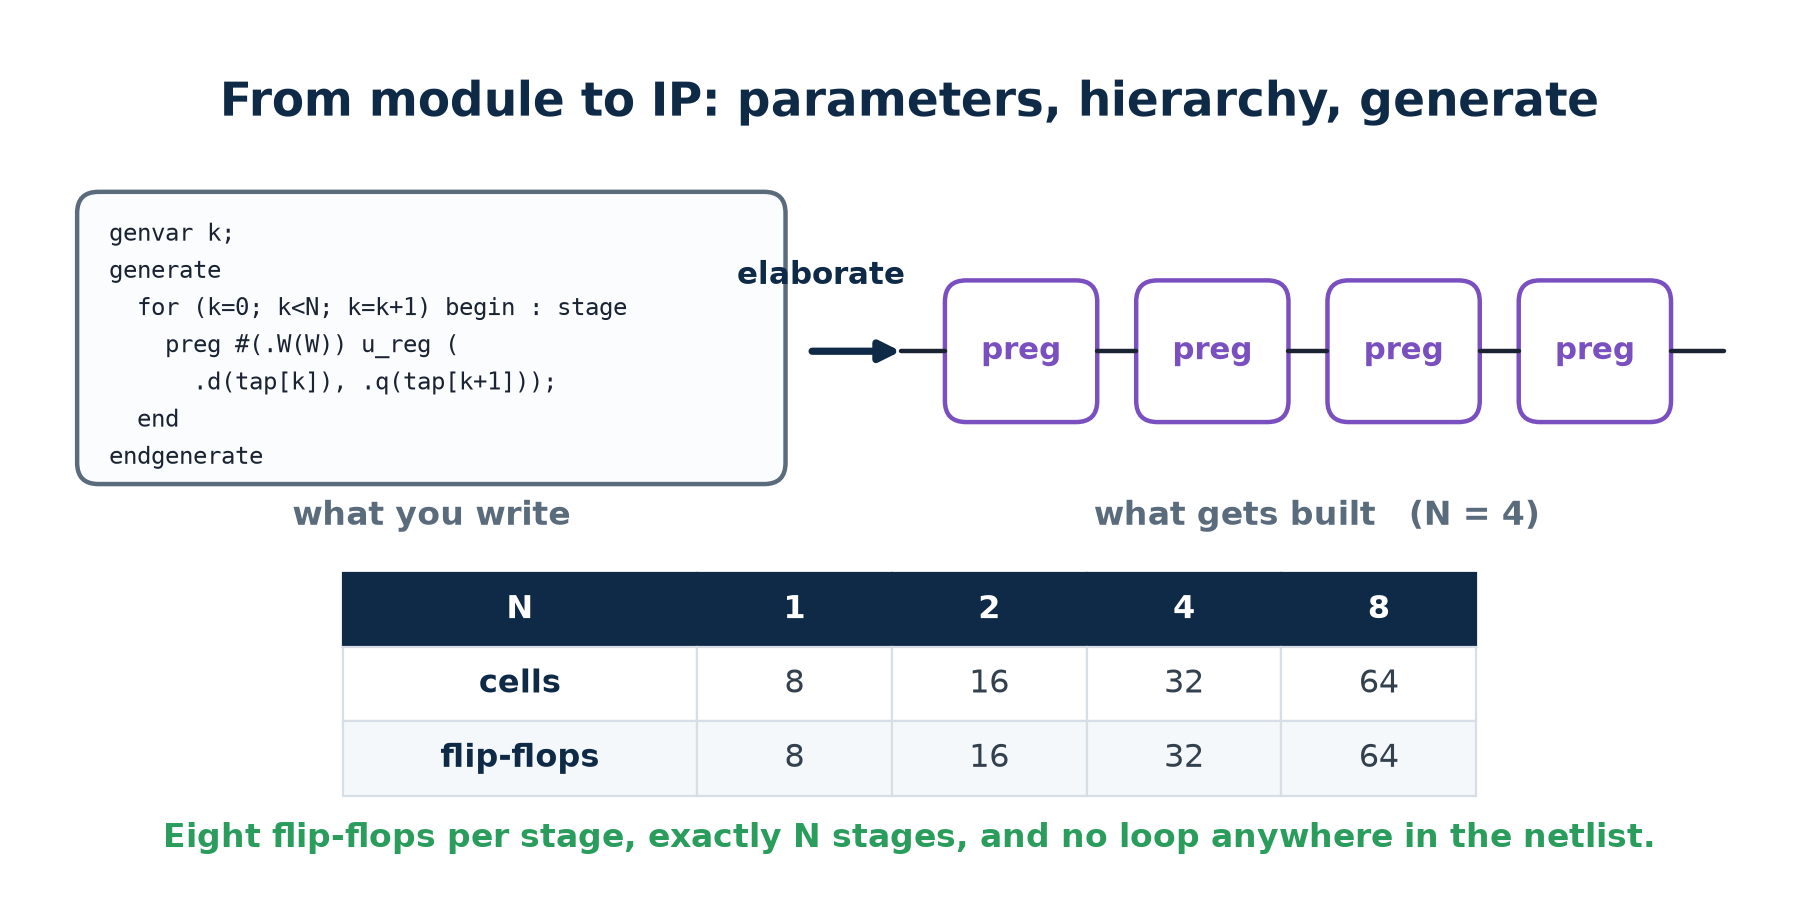 From module to IP: parameters, hierarchy, generate
genvar k;
generate
  for (k=0; k<N; k=k+1) begin : stage
    preg #(.W(W)) u_reg (
      .d(tap[k]), .q(tap[k+1]));
  end
endgenerate
elaborate
preg preg preg preg
what you write
what gets built (N = 4)
N 1 2 4 8
cells 8 16 32 64
flip-flops 8 16 32 64
Eight flip-flops per stage, exactly N stages, and no loop anywhere in the netlist.